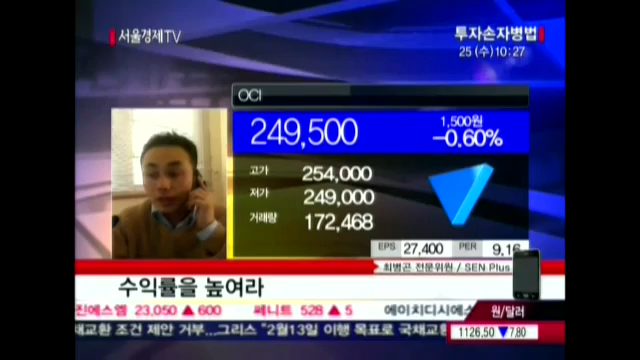 서울경제TV
투자손자병법
25 (수) 10:27
OCI
249,500
1,500원
-0.60%
고가 254,000
저가 249,000
거래량 172,468
EPS 27,400 PER 9.16
최병곤 전문위원 / SEN Plus
수익률을 높여라
진에스엠 23,050 ▲ 600 쎄니트 528 ▲ 5 에이치디시에스
원/달러
채교환 조건 제안 거부...그리스 "2월13일 이행 목표로 국채교환
1126,50 ▼ 7,80